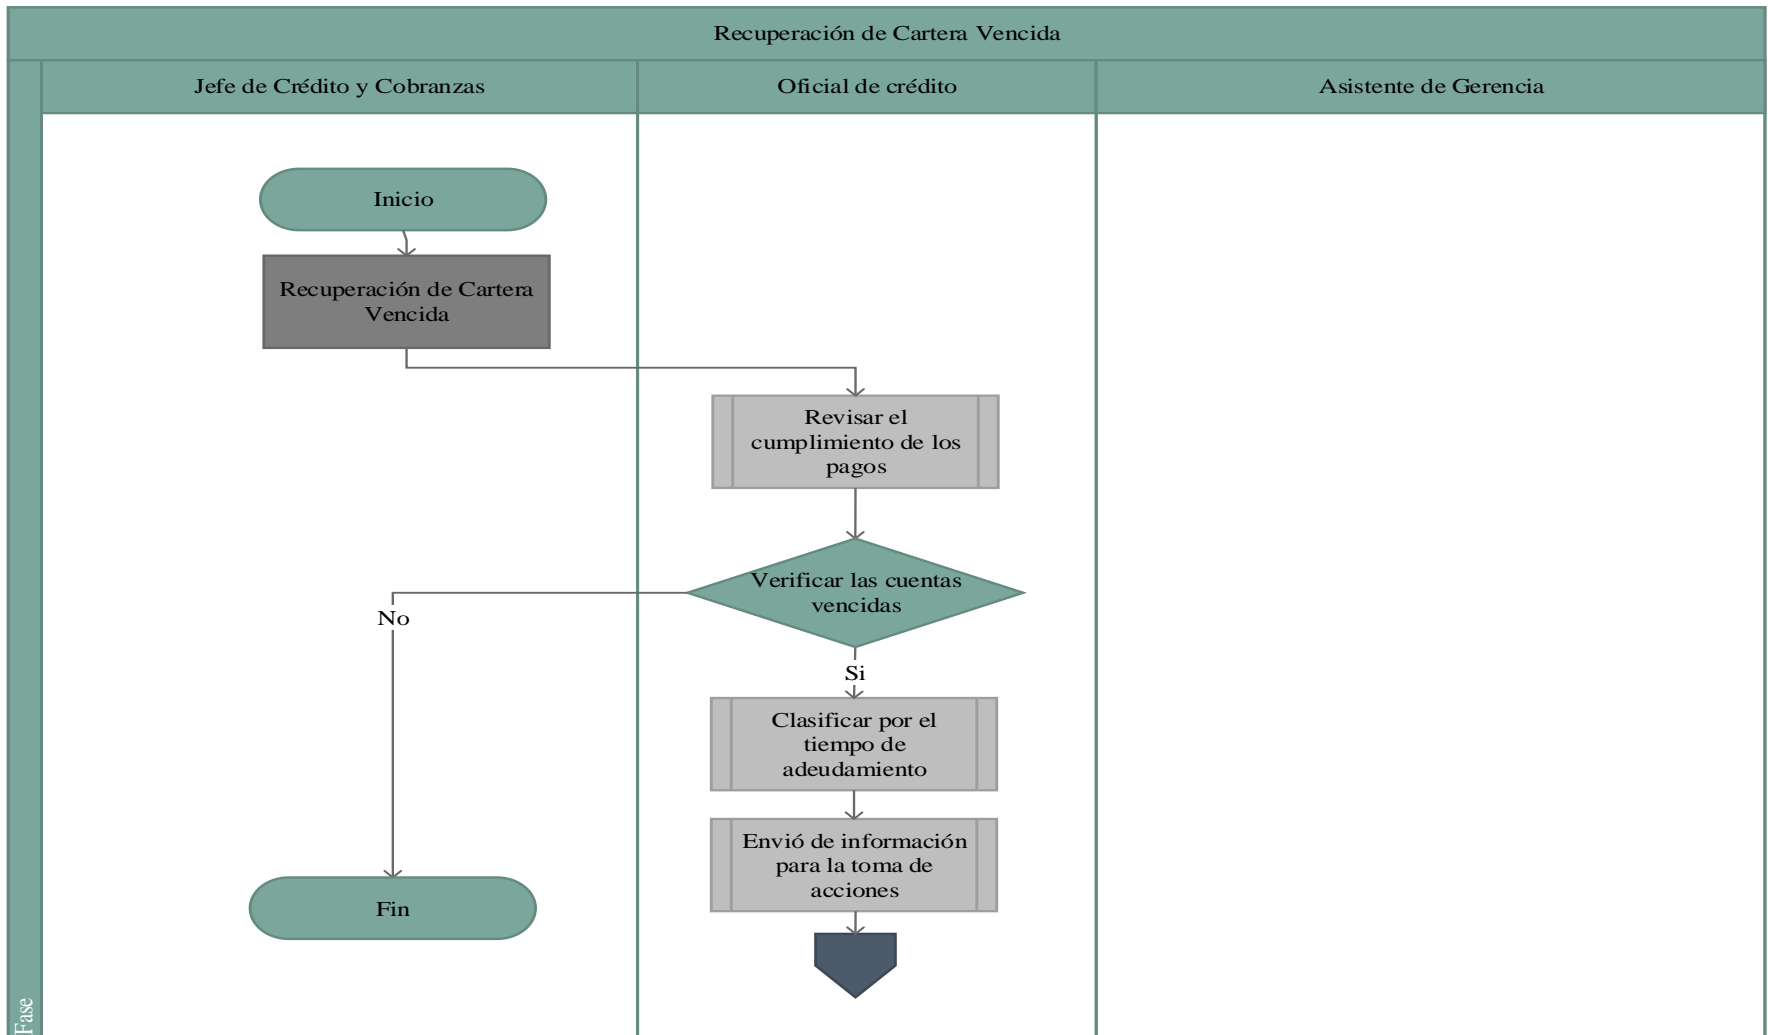 Recuperación de Cartera Vencida
Jefe de Crédito y Cobranzas
Oficial de crédito
Asistente de Gerencia
Inicio
Recuperación de Cartera
Vencida
Revisar el
cumplimiento de los
pagos
Verificar las cuentas
vencidas
No
Si
Clasificar por el
tiempo de
adeudamiento
Envió de información
para la toma de
acciones
Fin
Fase